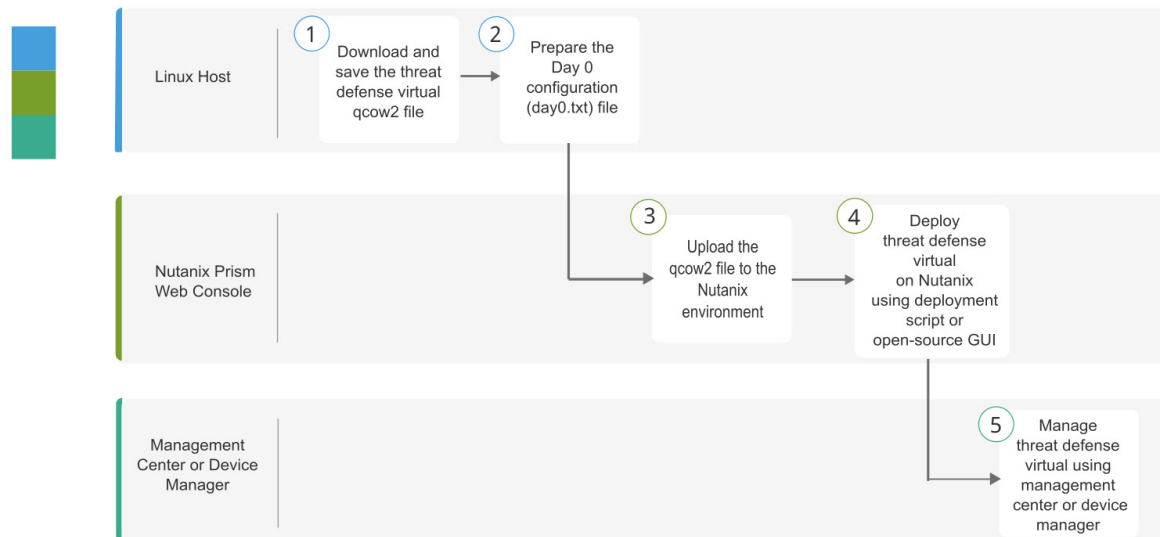 Linux Host
1
Download and
save the threat
defense virtual
qcow2 file
2
Prepare the
Day 0
configuration
(day0.txt) file
Nutanix Prism
Web Console
3
Upload the
qcow2 file to the
Nutanix
environment
4
Deploy
threat defense
virtual
on Nutanix
using deployment
script or
open-source GUI
Management
Center or Device
Manager
5
Manage
threat defense
virtual using
management
center or device
manager